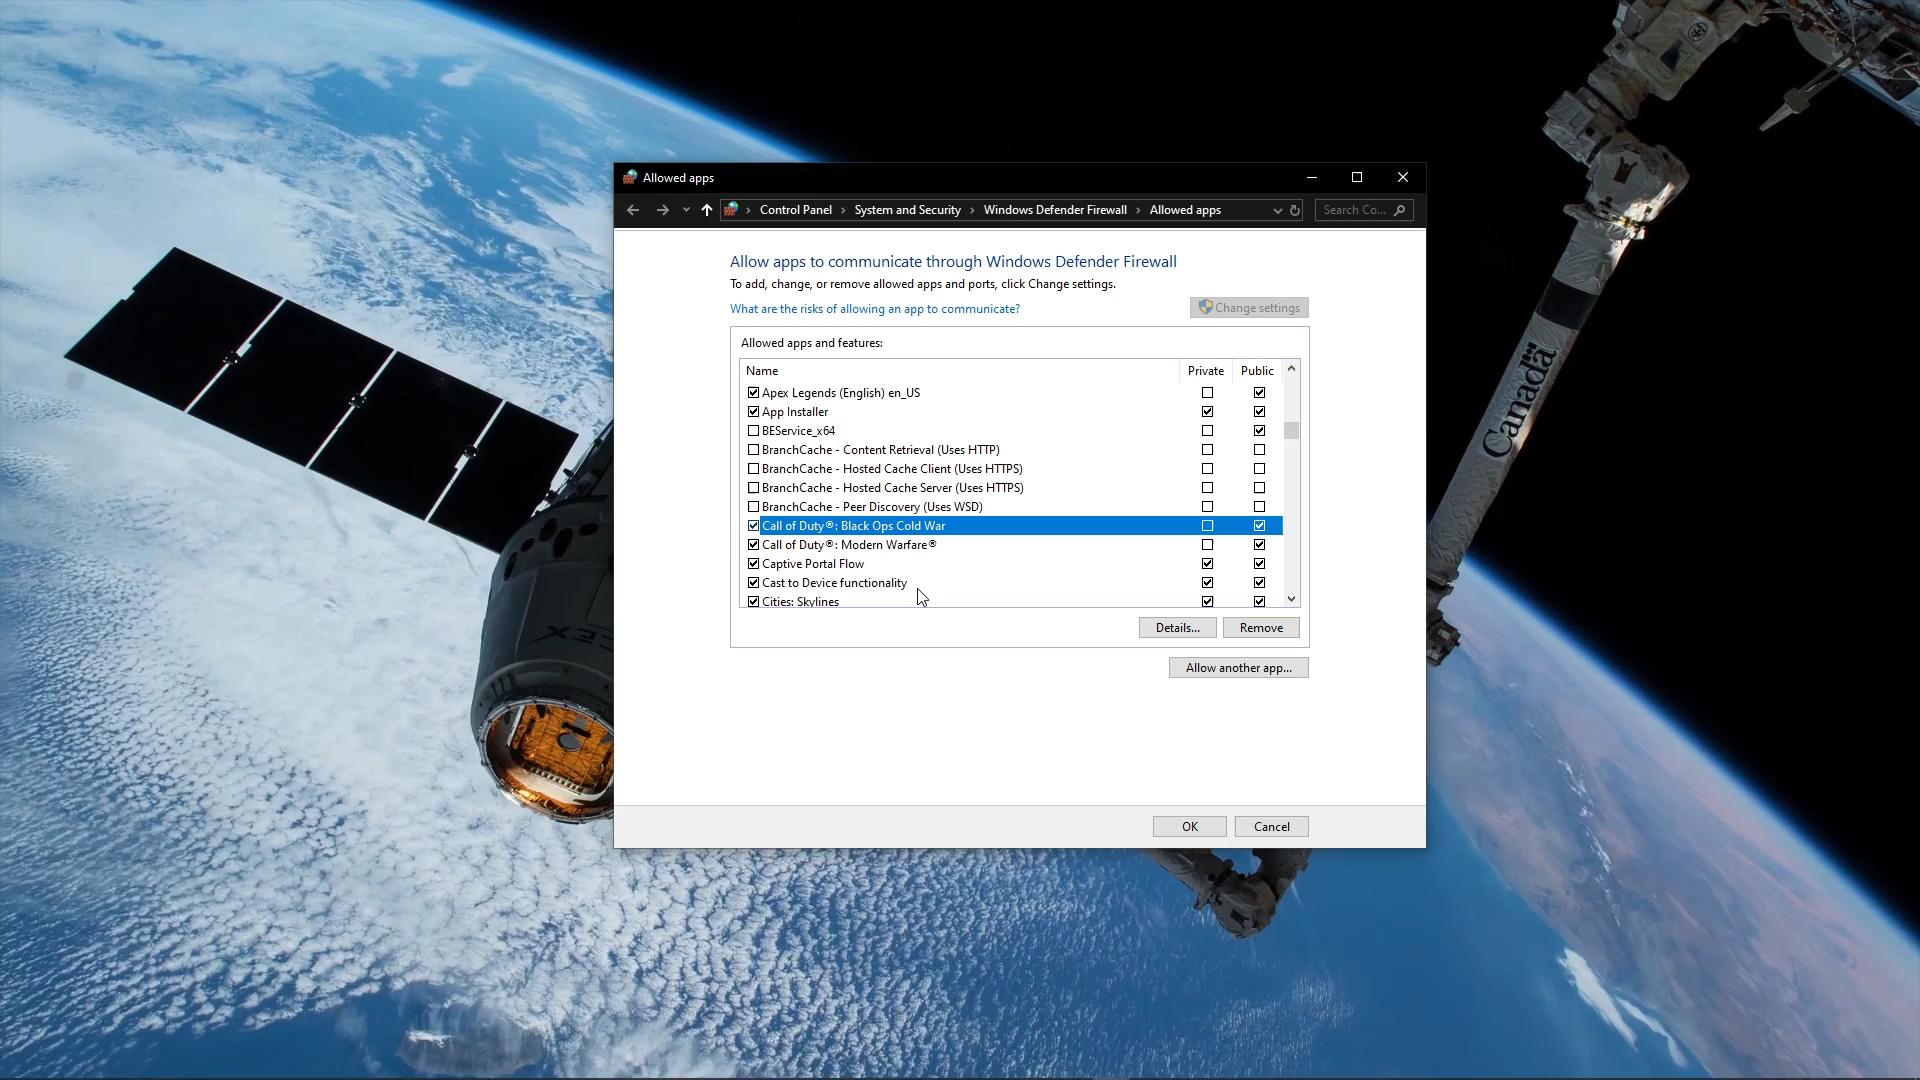 Allowed apps
Control Panel > System and Security > Windows Defender Firewall > Allowed apps
Search Co...
Allow apps to communicate through Windows Defender Firewall
To add, change, or remove allowed apps and ports, click Change settings.
What are the risks of allowing an app to communicate?
Change settings
Allowed apps and features:
Name Private Public
Apex Legends (English) en_US
App Installer
BEService_x64
BranchCache - Content Retrieval (Uses HTTP)
BranchCache - Hosted Cache Client (Uses HTTPS)
BranchCache - Hosted Cache Server (Uses HTTPS)
BranchCache - Peer Discovery (Uses WSD)
Call of Duty®: Black Ops Cold War
Call of Duty®: Modern Warfare®
Captive Portal Flow
Cast to Device functionality
Cities: Skylines
Details... Remove
Allow another app...
OK Cancel
Canada